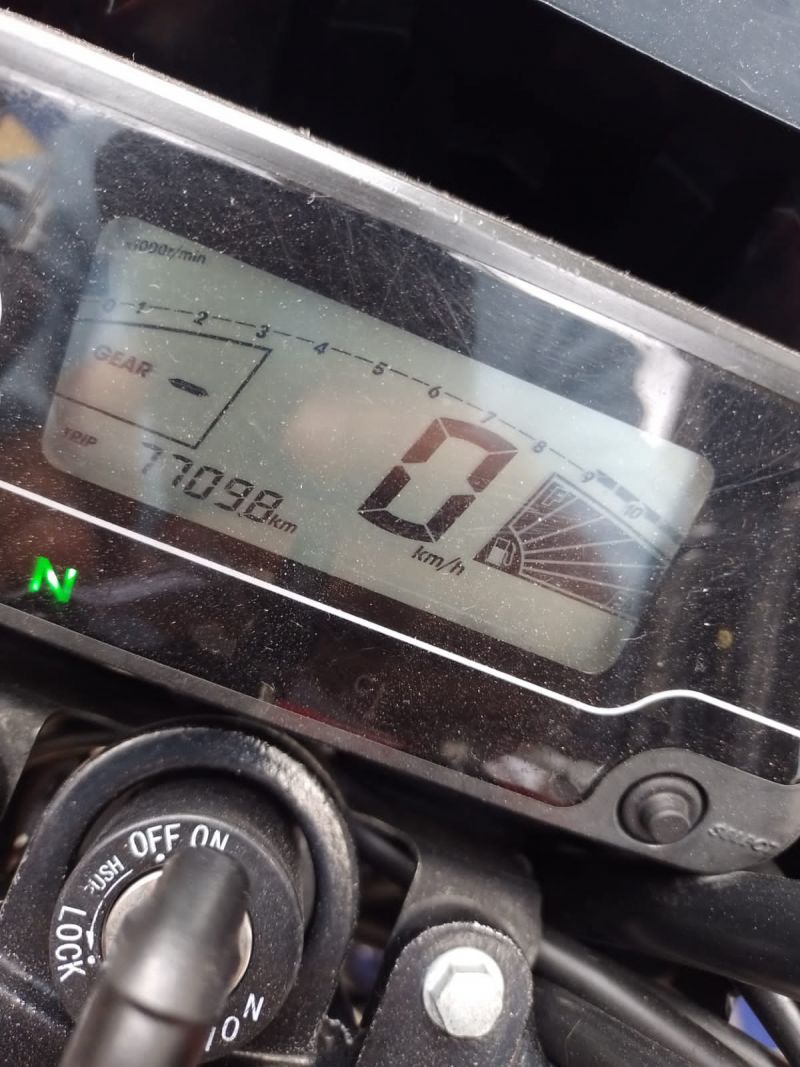 x1000r/min
0 1 2 3 4 5 6 7 8 9 10
GEAR -
TRIP
77098km
0
km/h
F
N
SELECT
OFF ON
PUSH
LOCK